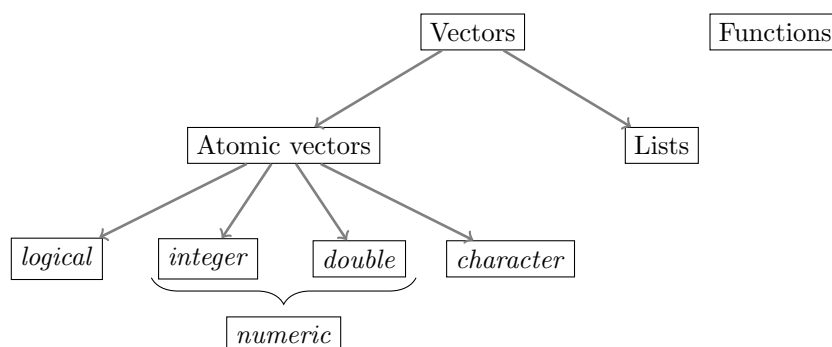 Vectors
Functions
Atomic vectors
Lists
logical
integer
double
character
numeric